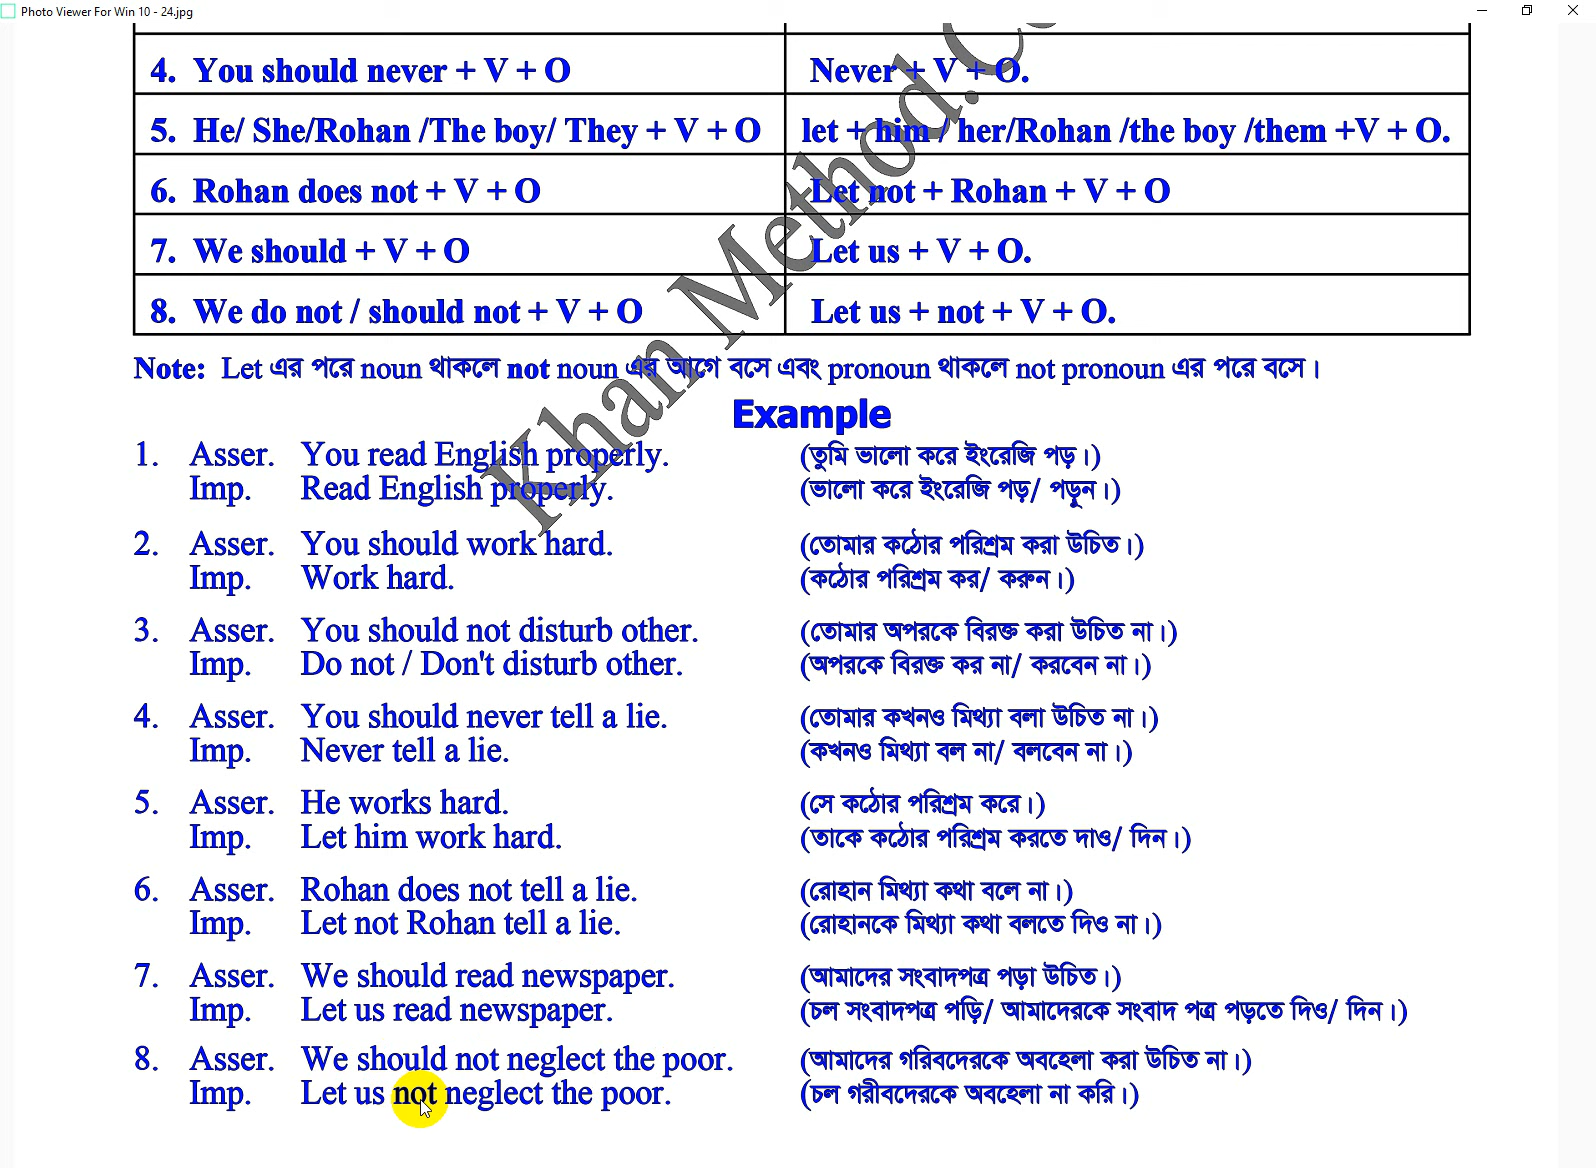 Photo Viewer For Win 10 - 24.jpg
4. You should never + V + O Never + V + O.
5. He/ She/Rohan /The boy/ They + V + O let + him / her/Rohan /the boy /them +V + O.
6. Rohan does not + V + O Let not + Rohan + V + O
7. We should + V + O Let us + V + O.
8. We do not / should not + V + O Let us + not + V + O.
Note: Let এর পরে noun থাকলে not noun এর আগে বসে এবং pronoun থাকলে not pronoun এর পরে বসে।
Example
1. Asser. You read English properly. (তুমি ভালো করে ইংরেজি পড়।)
Imp. Read English properly. (ভালো করে ইংরেজি পড়/ পড়ুন।)
2. Asser. You should work hard. (তোমার কঠোর পরিশ্রম করা উচিত।)
Imp. Work hard. (কঠোর পরিশ্রম কর/ করুন।)
3. Asser. You should not disturb other. (তোমার অপরকে বিরক্ত করা উচিত না।)
Imp. Do not / Don't disturb other. (অপরকে বিরক্ত কর না/ করবেন না।)
4. Asser. You should never tell a lie. (তোমার কখনও মিথ্যা বলা উচিত না।)
Imp. Never tell a lie. (কখনও মিথ্যা বল না/ বলবেন না।)
5. Asser. He works hard. (সে কঠোর পরিশ্রম করে।)
Imp. Let him work hard. (তাকে কঠোর পরিশ্রম করতে দাও/ দিন।)
6. Asser. Rohan does not tell a lie. (রোহান মিথ্যা কথা বলে না।)
Imp. Let not Rohan tell a lie. (রোহানকে মিথ্যা কথা বলতে দিও না।)
7. Asser. We should read newspaper. (আমাদের সংবাদপত্র পড়া উচিত।)
Imp. Let us read newspaper. (চল সংবাদপত্র পড়ি/ আমাদেরকে সংবাদ পত্র পড়তে দিও/ দিন।)
8. Asser. We should not neglect the poor. (আমাদের গরিবদেরকে অবহেলা করা উচিত না।)
Imp. Let us not neglect the poor. (চল গরীবদেরকে অবহেলা না করি।)
Khan Method.Co